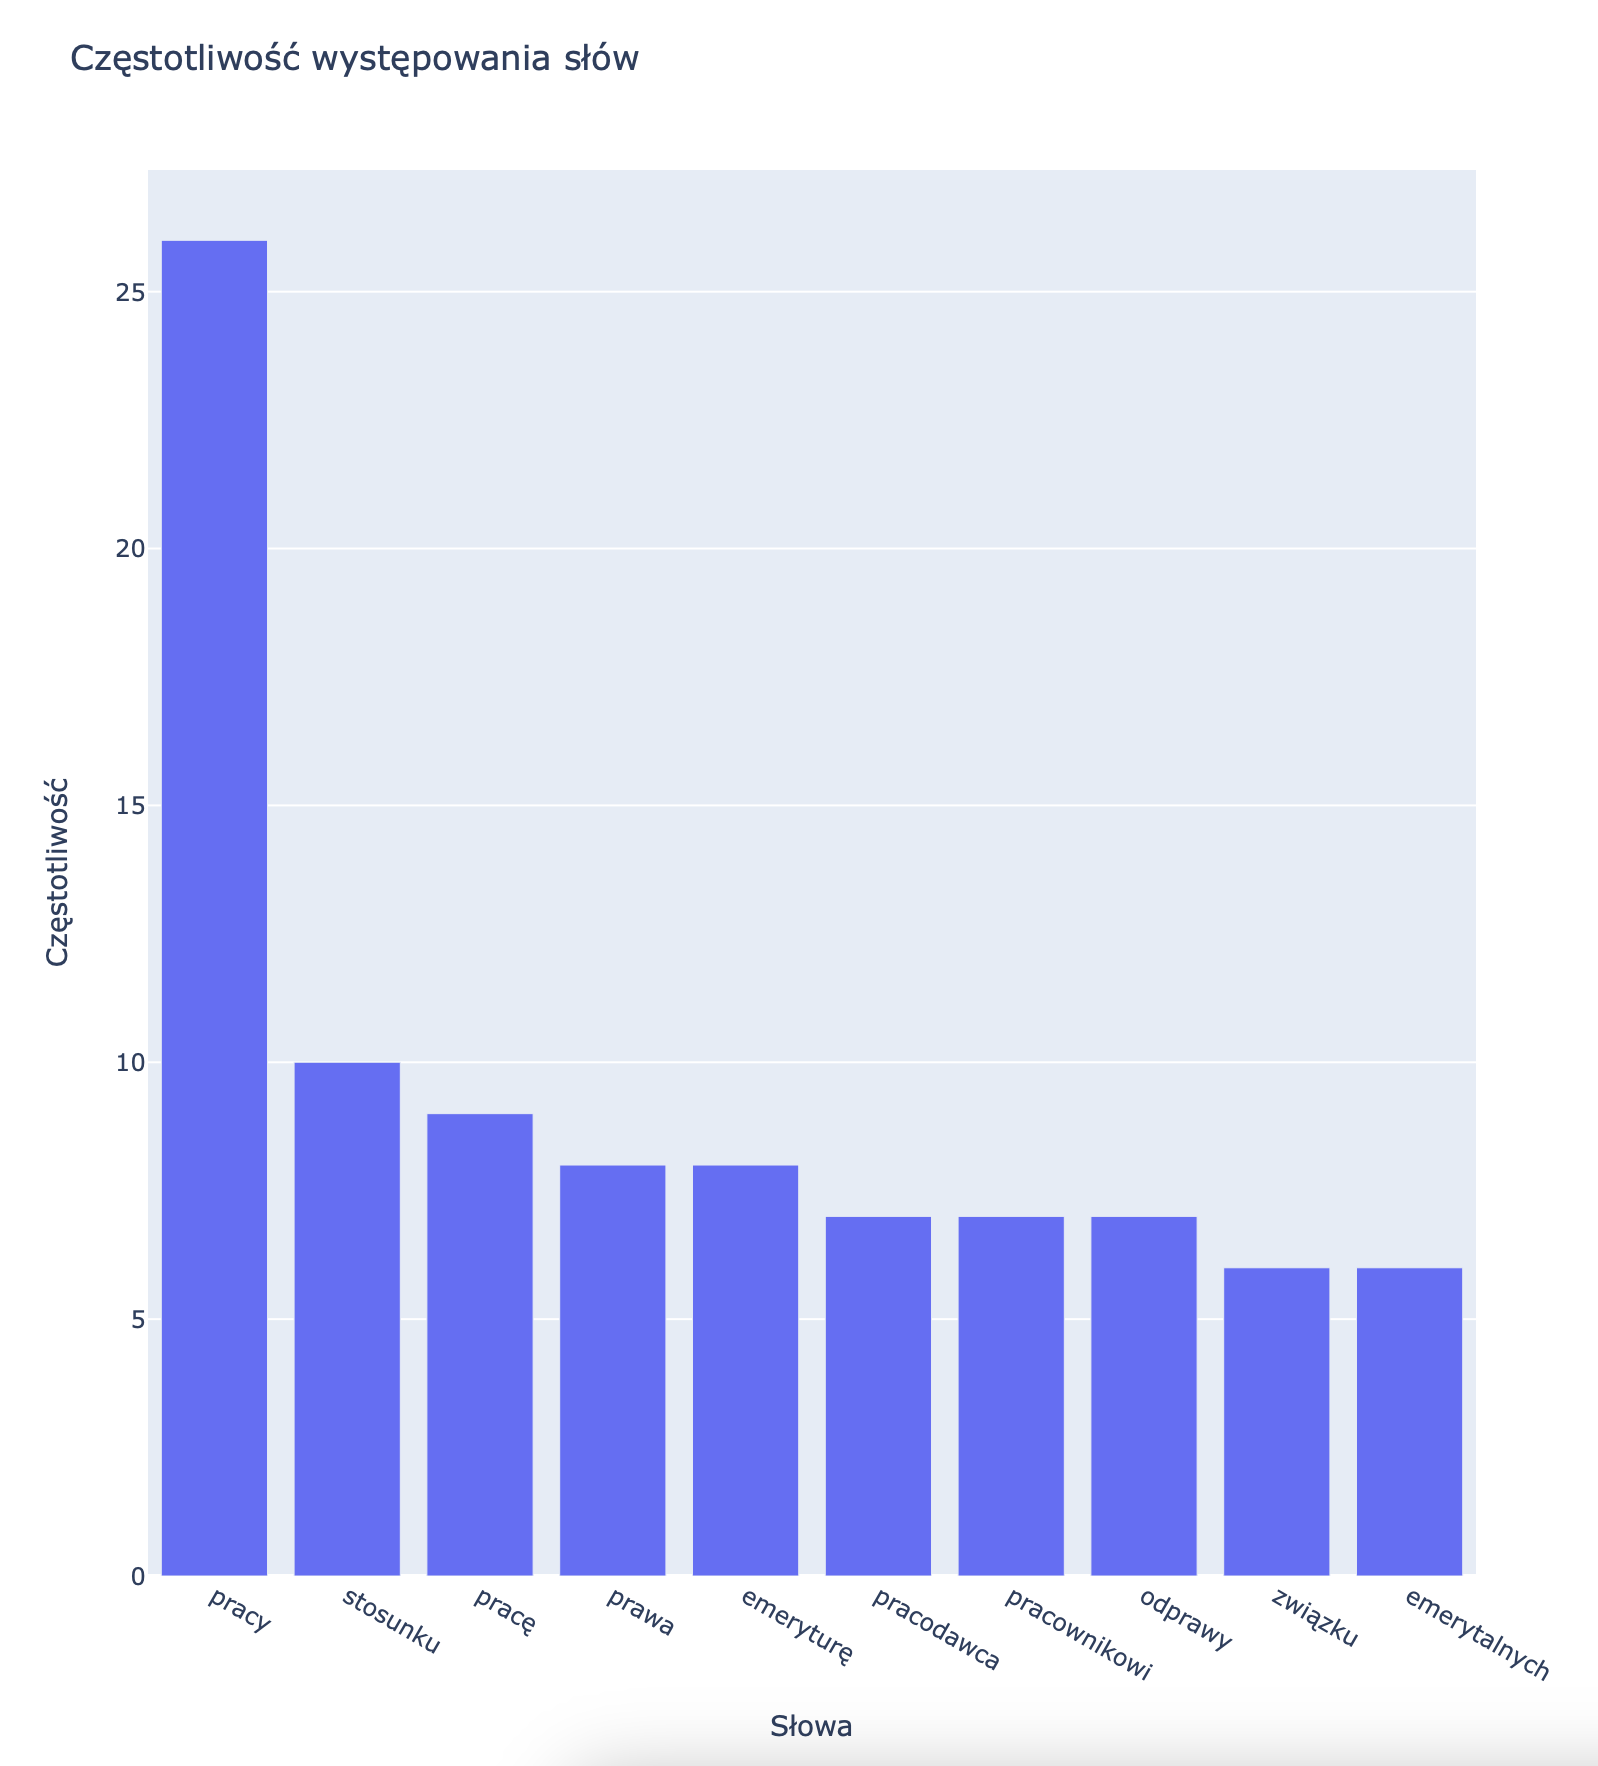 Częstotliwość występowania słów
Częstotliwość
25
20
15
10
5
0
pracy
stosunku
pracę
prawa
emeryturę
pracodawca
pracownikowi
odprawy
związku
emerytalnych
Słowa